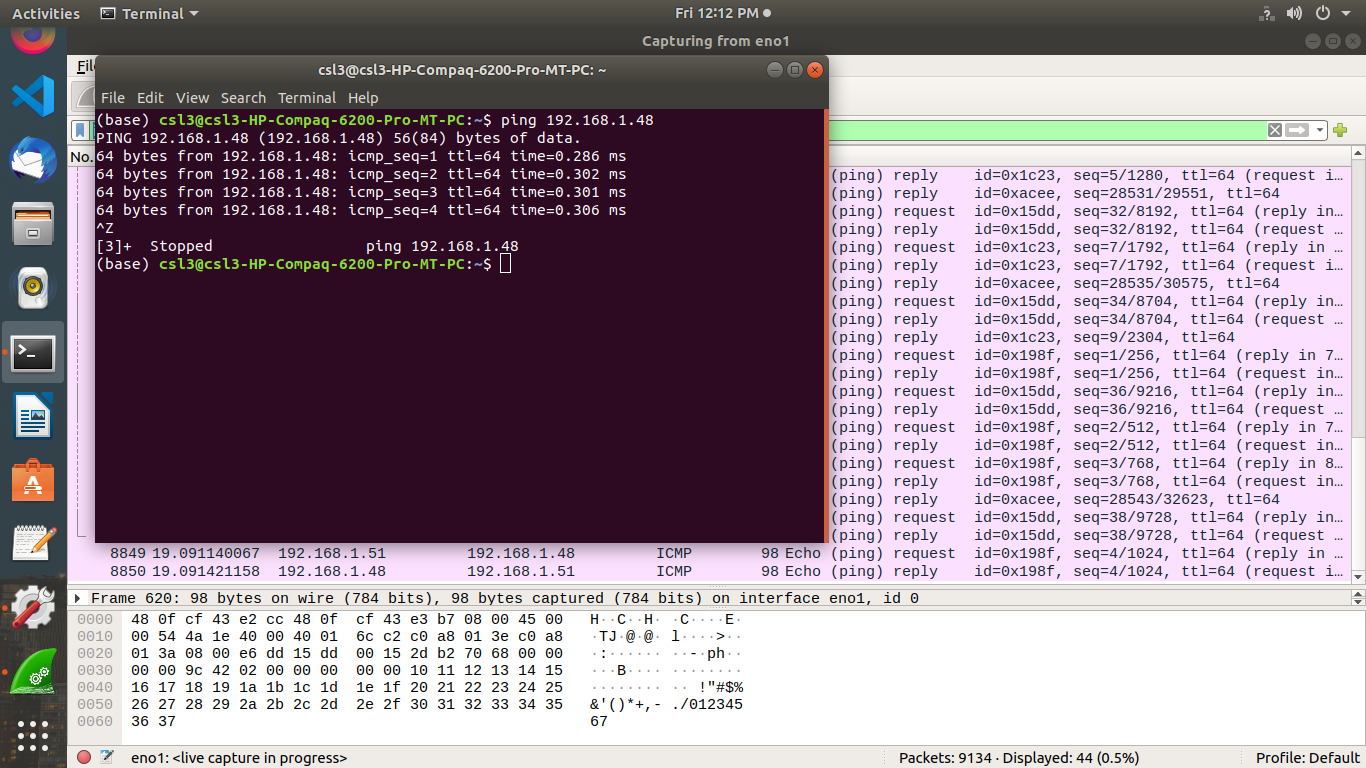 Activities Terminal Fri 12:12 PM
Capturing from eno1
File
csl3@csl3-HP-Compaq-6200-Pro-MT-PC: ~
File Edit View Search Terminal Help
(base) csl3@csl3-HP-Compaq-6200-Pro-MT-PC:~$ ping 192.168.1.48
PING 192.168.1.48 (192.168.1.48) 56(84) bytes of data.
64 bytes from 192.168.1.48: icmp_seq=1 ttl=64 time=0.286 ms
64 bytes from 192.168.1.48: icmp_seq=2 ttl=64 time=0.302 ms
64 bytes from 192.168.1.48: icmp_seq=3 ttl=64 time=0.301 ms
64 bytes from 192.168.1.48: icmp_seq=4 ttl=64 time=0.306 ms
^Z
[3]+ Stopped ping 192.168.1.48
(base) csl3@csl3-HP-Compaq-6200-Pro-MT-PC:~$
No.
(ping) reply id=0x1c23, seq=5/1280, ttl=64 (request i…
(ping) reply id=0xacee, seq=28531/29551, ttl=64
(ping) request id=0x15dd, seq=32/8192, ttl=64 (reply in…
(ping) reply id=0x15dd, seq=32/8192, ttl=64 (request …
(ping) request id=0x1c23, seq=7/1792, ttl=64 (reply in …
(ping) reply id=0x1c23, seq=7/1792, ttl=64 (request i…
(ping) reply id=0xacee, seq=28535/30575, ttl=64
(ping) request id=0x15dd, seq=34/8704, ttl=64 (reply in…
(ping) reply id=0x15dd, seq=34/8704, ttl=64 (request …
(ping) reply id=0x1c23, seq=9/2304, ttl=64
(ping) request id=0x198f, seq=1/256, ttl=64 (reply in 7…
(ping) reply id=0x198f, seq=1/256, ttl=64 (request in…
(ping) request id=0x15dd, seq=36/9216, ttl=64 (reply in…
(ping) reply id=0x15dd, seq=36/9216, ttl=64 (request …
(ping) request id=0x198f, seq=2/512, ttl=64 (reply in 7…
(ping) reply id=0x198f, seq=2/512, ttl=64 (request in…
(ping) request id=0x198f, seq=3/768, ttl=64 (reply in 8…
(ping) reply id=0x198f, seq=3/768, ttl=64 (request in…
(ping) reply id=0xacee, seq=28543/32623, ttl=64
(ping) request id=0x15dd, seq=38/9728, ttl=64 (reply in…
(ping) reply id=0x15dd, seq=38/9728, ttl=64 (request …
8849 19.091140067 192.168.1.51 192.168.1.48 ICMP 98 Echo (ping) request id=0x198f, seq=4/1024, ttl=64 (reply in …
8850 19.091421158 192.168.1.48 192.168.1.51 ICMP 98 Echo (ping) reply id=0x198f, seq=4/1024, ttl=64 (request i…
Frame 620: 98 bytes on wire (784 bits), 98 bytes captured (784 bits) on interface eno1, id 0
0000 48 0f cf 43 e2 cc 48 0f cf 43 e3 b7 08 00 45 00 H··C··H· ·C····E·
0010 00 54 4a 1e 40 00 40 01 6c c2 c0 a8 01 3e c0 a8 ·TJ·@·@· l····>··
0020 01 3a 08 00 e6 dd 15 dd 00 15 2d b2 70 68 00 00 ·:······ ··-·ph··
0030 00 00 9c 42 02 00 00 00 00 00 10 11 12 13 14 15 ···B···· ········
0040 16 17 18 19 1a 1b 1c 1d 1e 1f 20 21 22 23 24 25 ········ ·· !"#$%
0050 26 27 28 29 2a 2b 2c 2d 2e 2f 30 31 32 33 34 35 &'()*+,- ./012345
0060 36 37 67
eno1: <live capture in progress> Packets: 9134 · Displayed: 44 (0.5%) Profile: Default